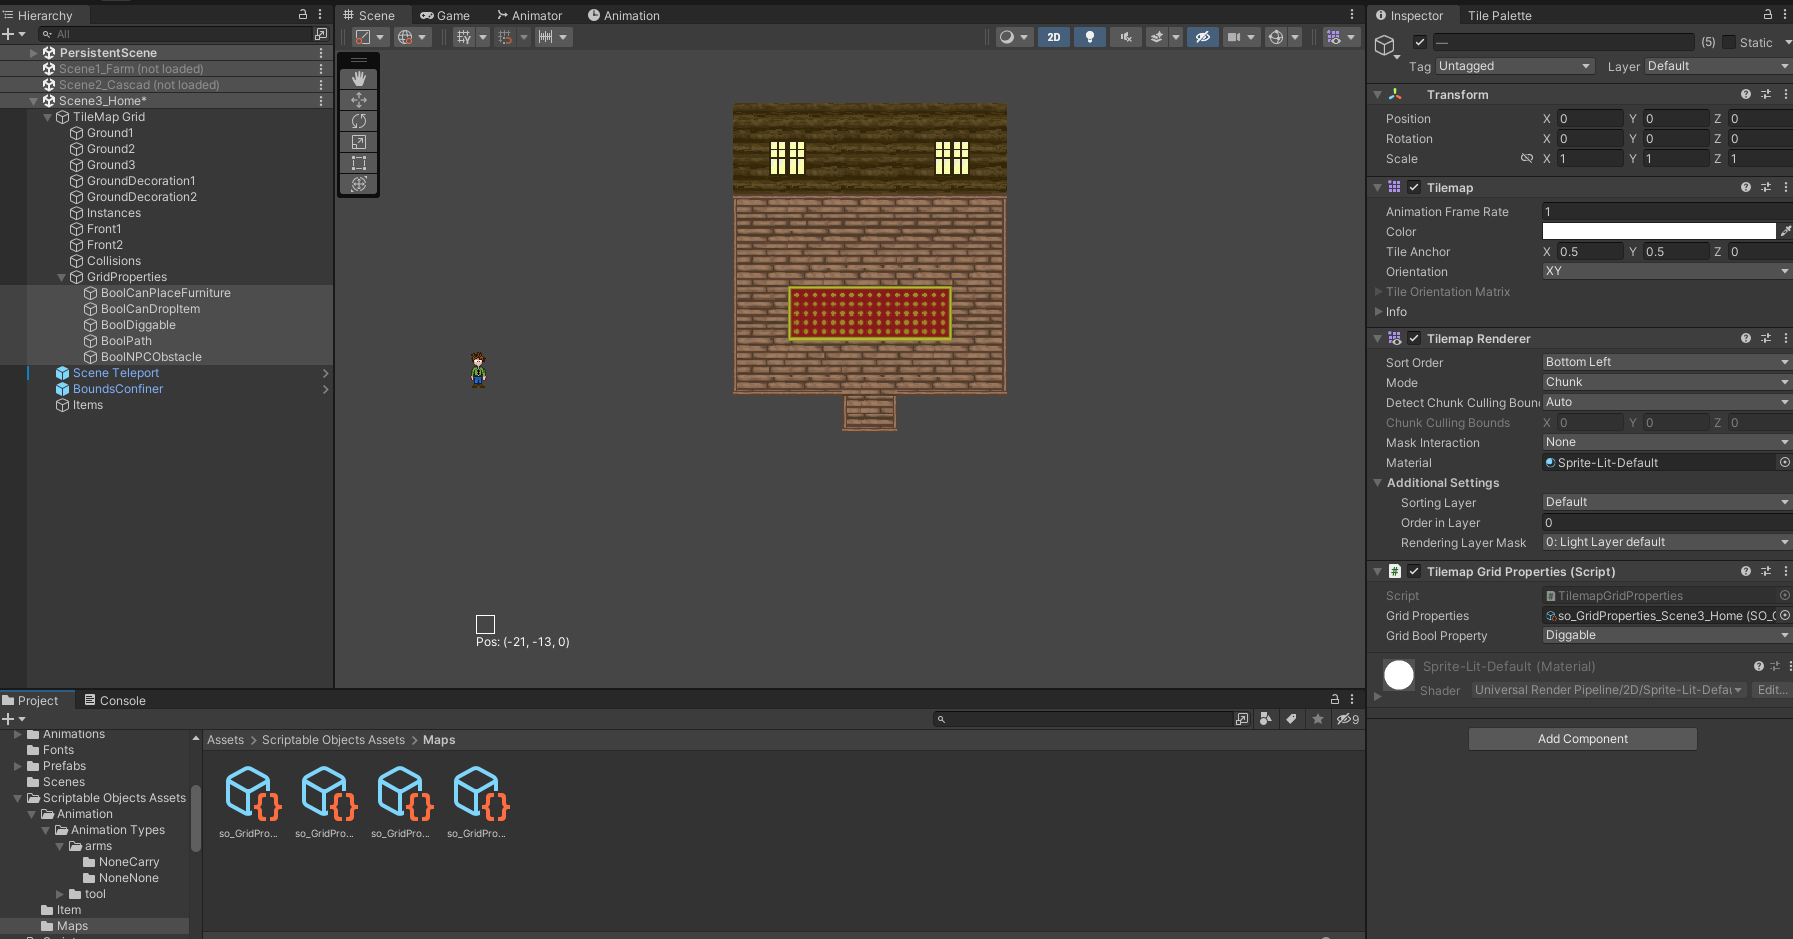 Hierarchy
All
PersistentScene
Scene1_Farm (not loaded)
Scene2_Cascad (not loaded)
Scene3_Home*
TileMap Grid
Ground1
Ground2
Ground3
GroundDecoration1
GroundDecoration2
Instances
Front1
Front2
Collisions
GridProperties
BoolCanPlaceFurniture
BoolCanDropItem
BoolDiggable
BoolPath
BoolNPCObstacle
Scene Teleport
BoundsConfiner
Items
Scene Game Animator Animation
2D
Pos: (-21, -13, 0)
Inspector Tile Palette
— (5) Static
Tag Untagged Layer Default
Transform
Position X 0 Y 0 Z 0
Rotation X 0 Y 0 Z 0
Scale X 1 Y 1 Z 1
Tilemap
Animation Frame Rate 1
Color
Tile Anchor X 0.5 Y 0.5 Z 0
Orientation XY
Tile Orientation Matrix
Info
Tilemap Renderer
Sort Order Bottom Left
Mode Chunk
Detect Chunk Culling Boun Auto
Chunk Culling Bounds X 0 Y 0 Z 0
Mask Interaction None
Material Sprite-Lit-Default
Additional Settings
Sorting Layer Default
Order in Layer 0
Rendering Layer Mask 0: Light Layer default
Tilemap Grid Properties (Script)
Script TilemapGridProperties
Grid Properties so_GridProperties_Scene3_Home (SO_
Grid Bool Property Diggable
Sprite-Lit-Default (Material)
Shader Universal Render Pipeline/2D/Sprite-Lit-Defau Edit...
Add Component
Project Console
9
Animations
Fonts
Prefabs
Scenes
Scriptable Objects Assets
Animation
Animation Types
arms
NoneCarry
NoneNone
tool
Item
Maps
Assets > Scriptable Objects Assets > Maps
so_GridPro... so_GridPro... so_GridPro... so_GridPro...